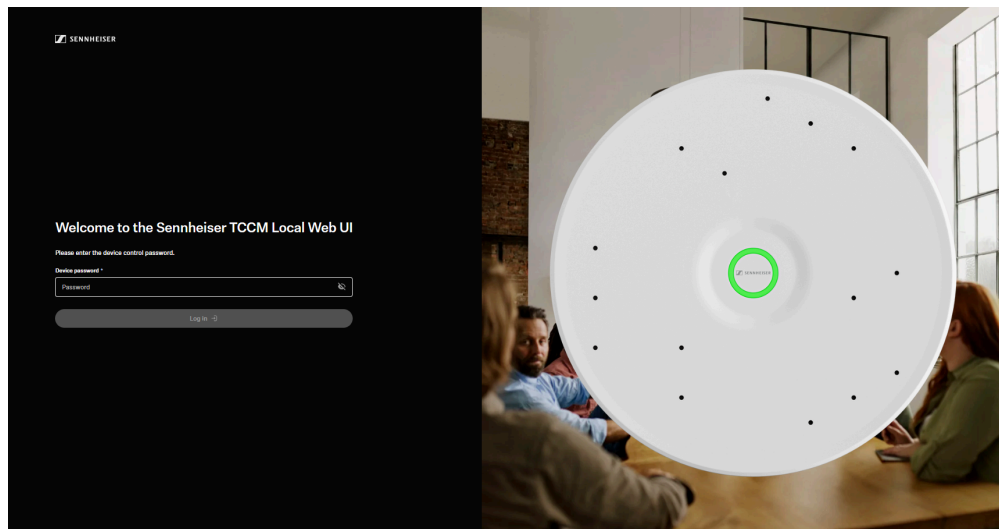 SENNHEISER
Welcome to the Sennheiser TCCM Local Web UI
Please enter the device control password.
Device password *
Password
Log In
SENNHEISER